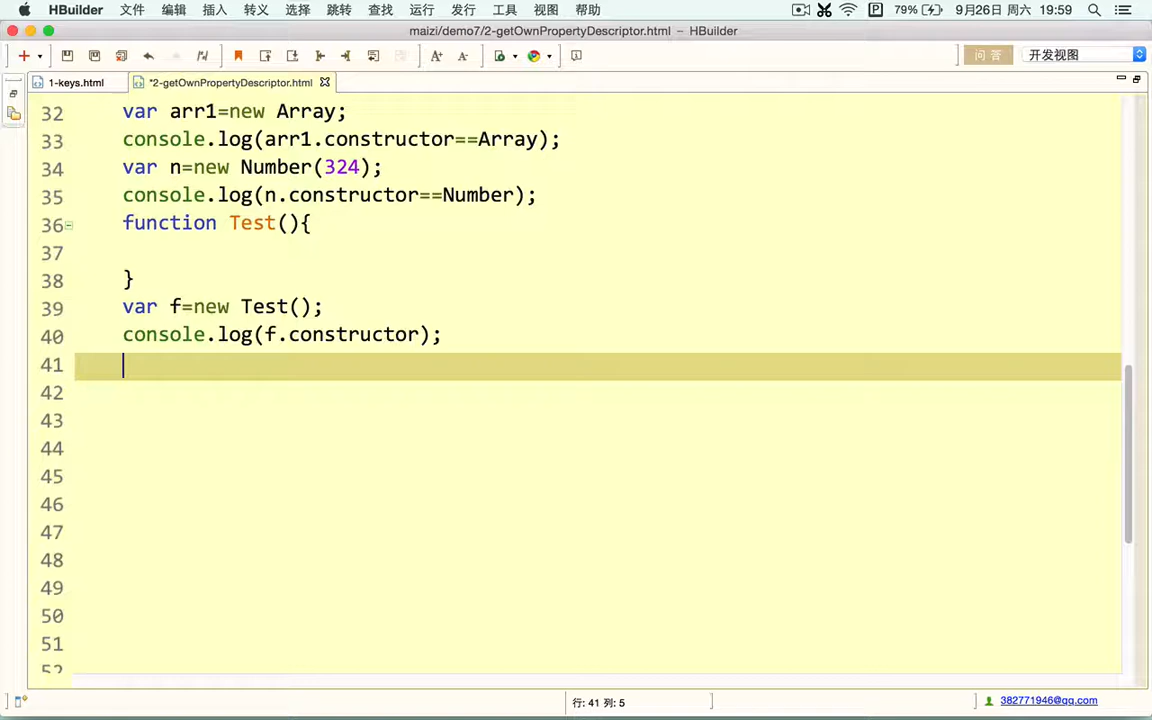 HBuilder 文件 编辑 插入 转义 选择 跳转 查找 运行 发行 工具 视图 帮助 79% 9月26日 周六 19:59
maizi/demo7/2-getOwnPropertyDescriptor.html – HBuilder
问答 开发视图
1-keys.html *2-getOwnPropertyDescriptor.html
32 var arr1=new Array;
33 console.log(arr1.constructor==Array);
34 var n=new Number(324);
35 console.log(n.constructor==Number);
36 function Test(){
37
38 }
39 var f=new Test();
40 console.log(f.constructor);
41
42
43
44
45
46
47
48
49
50
51
52
行: 41 列: 5 382771946@qq.com